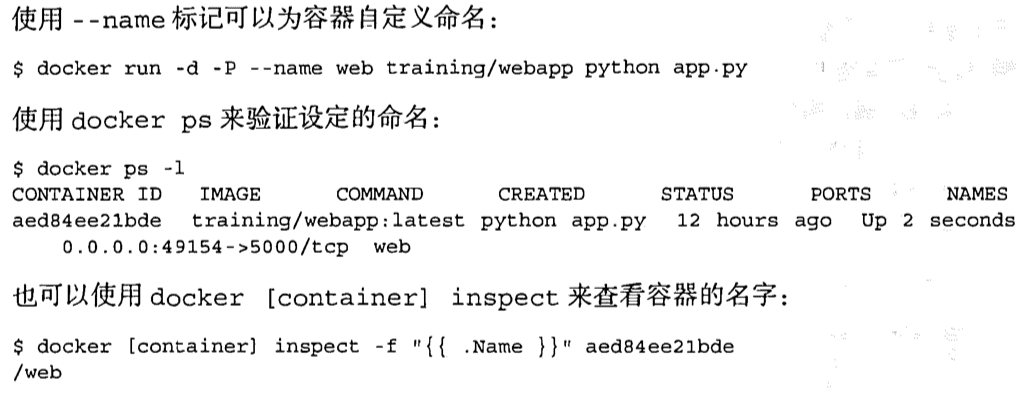 使用 --name 标记可以为容器自定义命名：
$ docker run -d -P --name web training/webapp python app.py
使用 docker ps 来验证设定的命名：
$ docker ps -l
CONTAINER ID IMAGE COMMAND CREATED STATUS PORTS NAMES
aed84ee21bde training/webapp:latest python app.py 12 hours ago Up 2 seconds
0.0.0.0:49154->5000/tcp web
也可以使用 docker [container] inspect 来查看容器的名字：
$ docker [container] inspect -f "{{ .Name }}" aed84ee21bde
/web